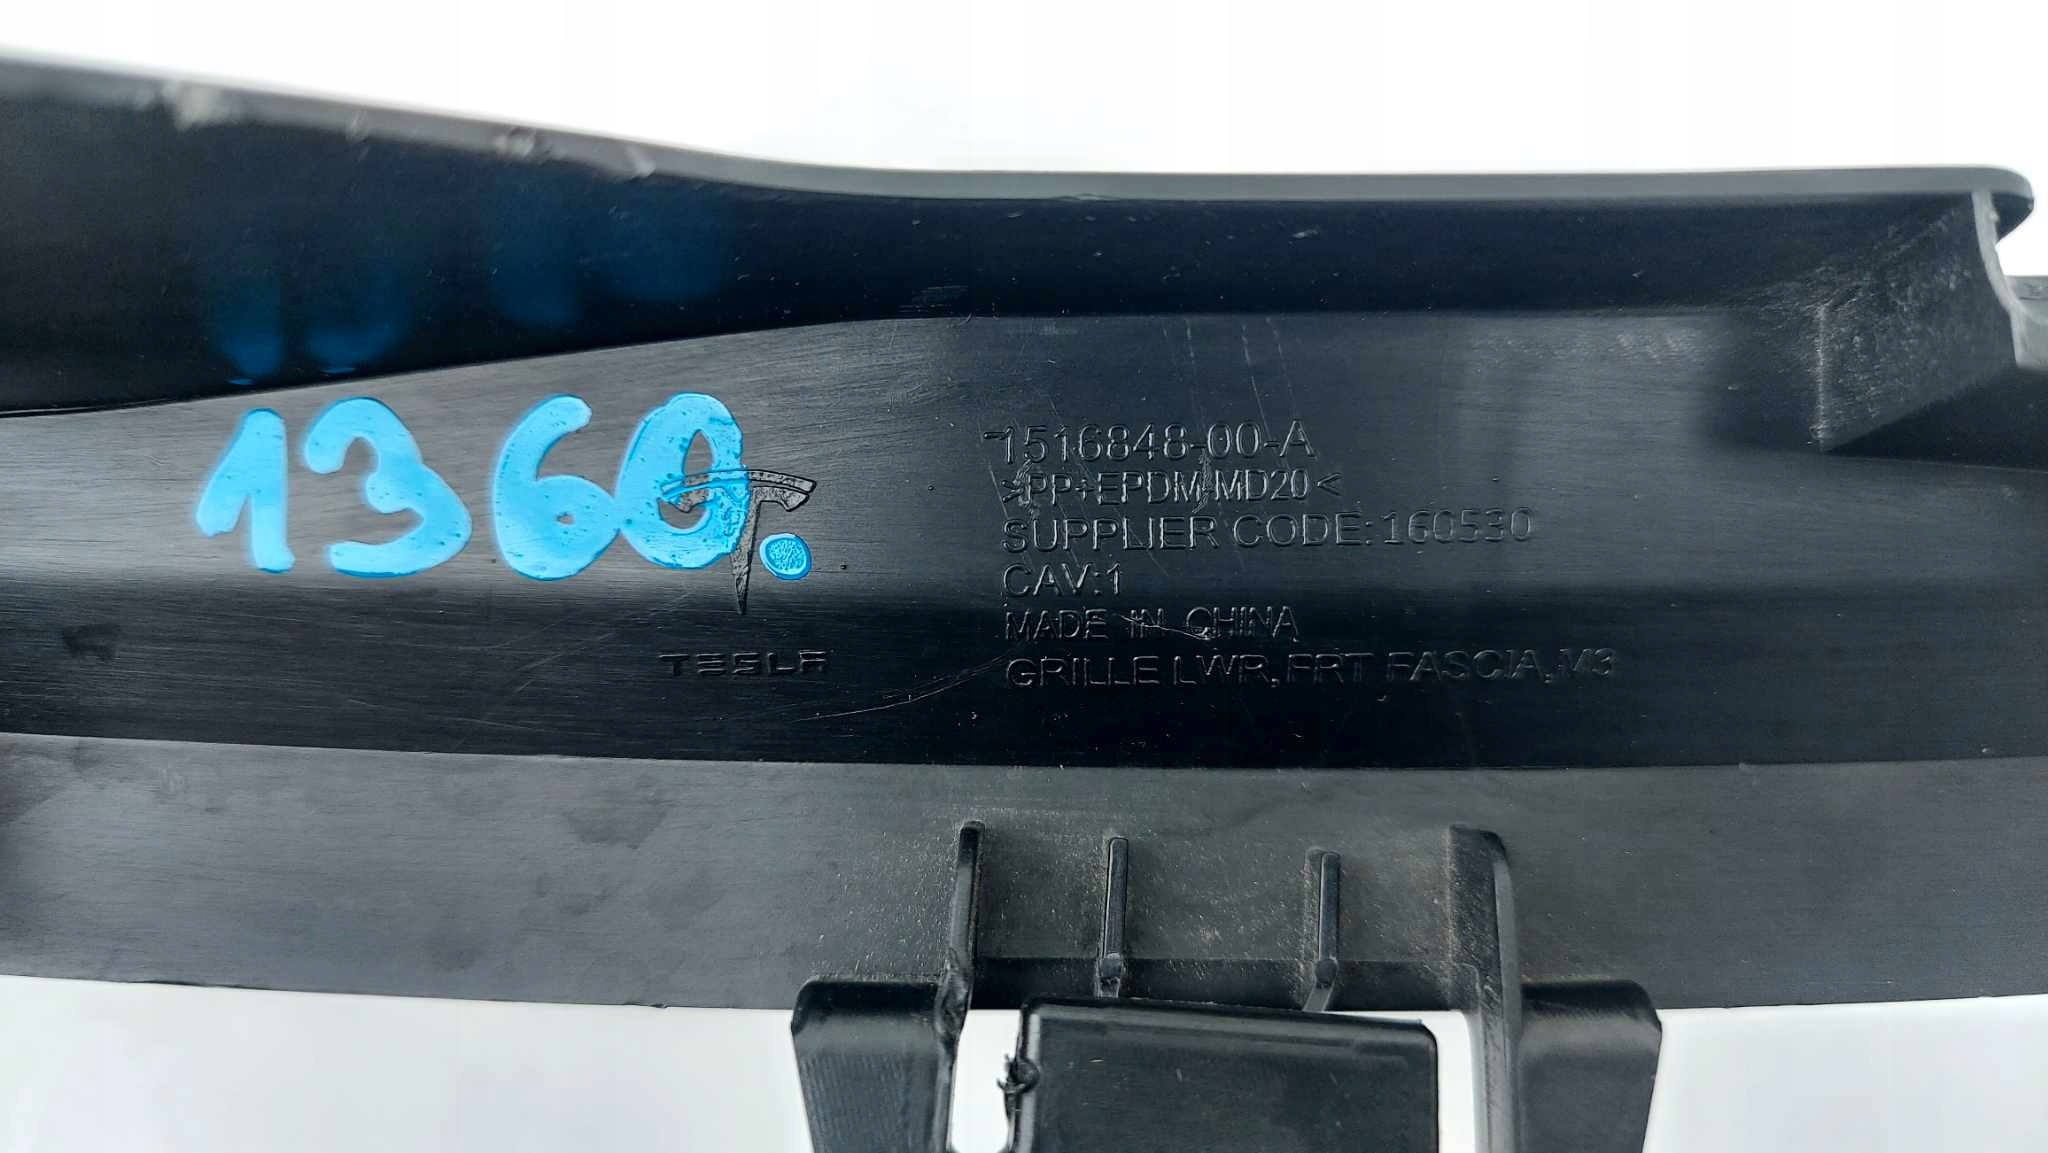 1360.
TESLA
1516848-00-A
>PP+EPDM-MD20<
SUPPLIER CODE:160530
CAV:1
MADE IN CHINA
GRILLE LWR, FRT FASCIA, M3